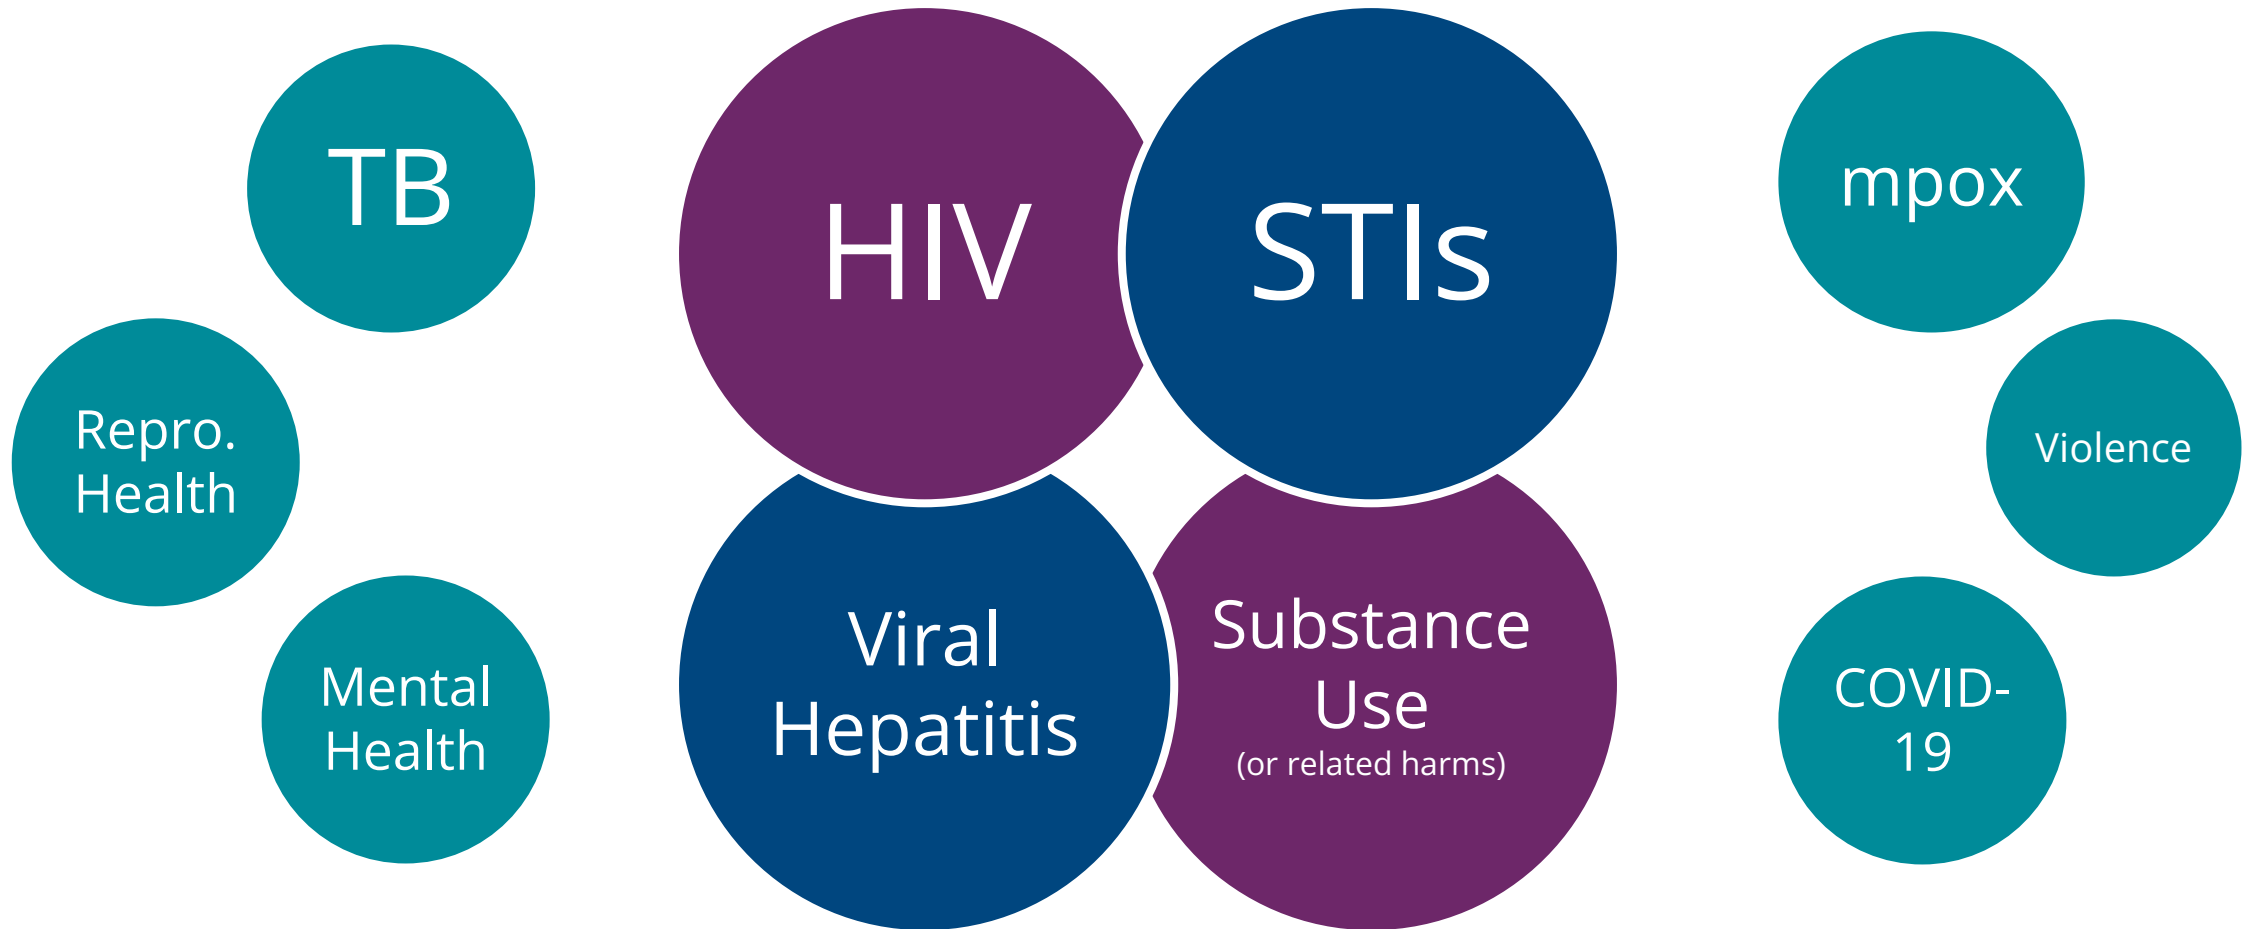 TB
Repro.
Health
Mental
Health
HIV
STIs
Viral
Hepatitis
Substance
Use
(or related harms)
mpox
Violence
COVID-
19